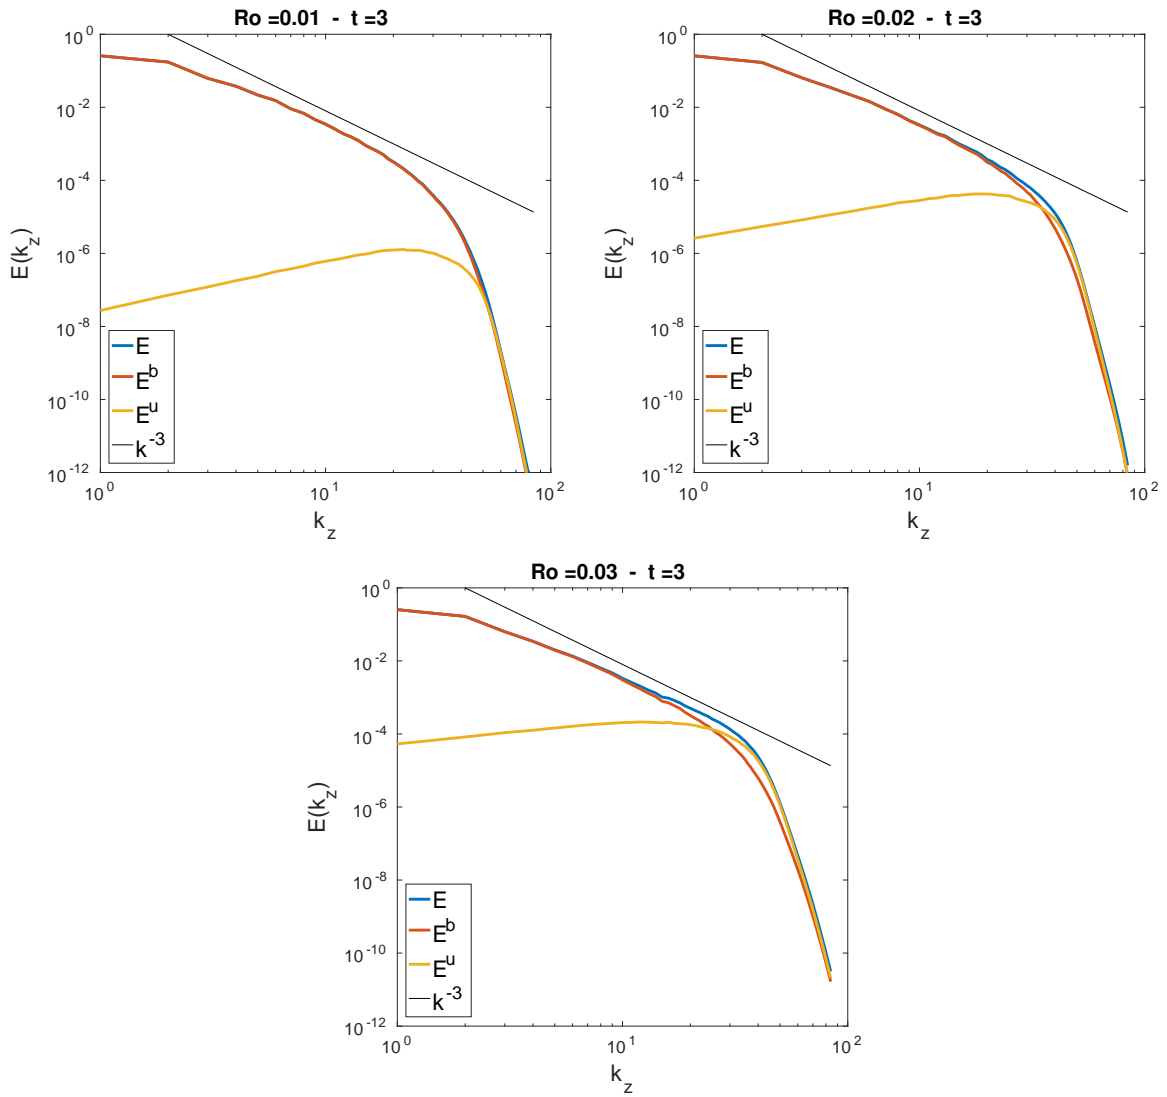 Ro =0.01 - t =3
10^0
10^-2
10^-4
10^-6
10^-8
10^-10
10^-12
E(k_z)
E
E^b
E^u
k^-3
10^0
10^1
10^2
k_z
Ro =0.02 - t =3
10^0
10^-2
10^-4
10^-6
10^-8
10^-10
10^-12
E(k_z)
E
E^b
E^u
k^-3
10^0
10^1
10^2
k_z
Ro =0.03 - t =3
10^0
10^-2
10^-4
10^-6
10^-8
10^-10
10^-12
E(k_z)
E
E^b
E^u
k^-3
10^0
10^1
10^2
k_z